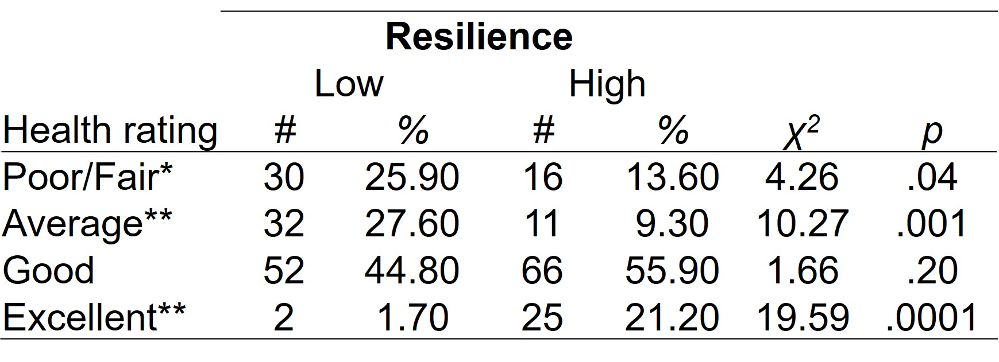 Resilience
Low High
Health rating # % # % χ² p
Poor/Fair* 30 25.90 16 13.60 4.26 .04
Average** 32 27.60 11 9.30 10.27 .001
Good 52 44.80 66 55.90 1.66 .20
Excellent** 2 1.70 25 21.20 19.59 .0001